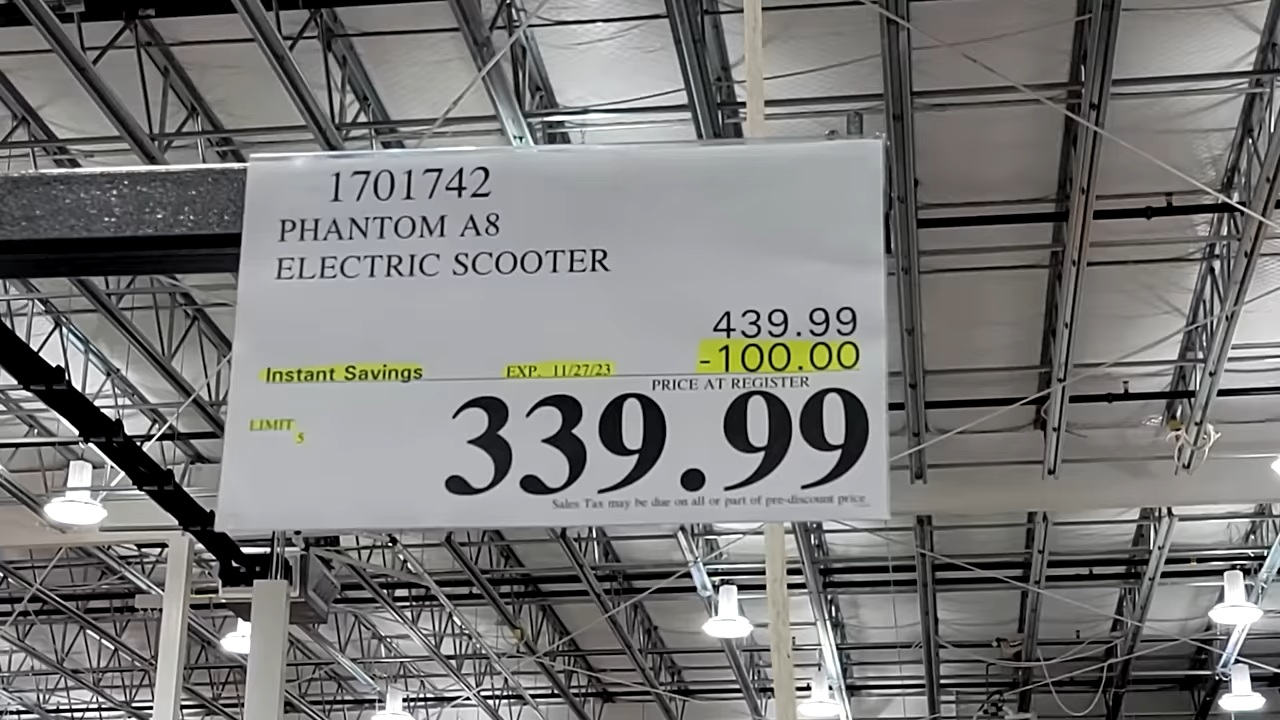 1701742
PHANTOM A8
ELECTRIC SCOOTER
439.99
Instant Savings EXP. 11/27/23 -100.00
PRICE AT REGISTER
LIMIT 5
339.99
Sales Tax may be due on all or part of pre-discount price